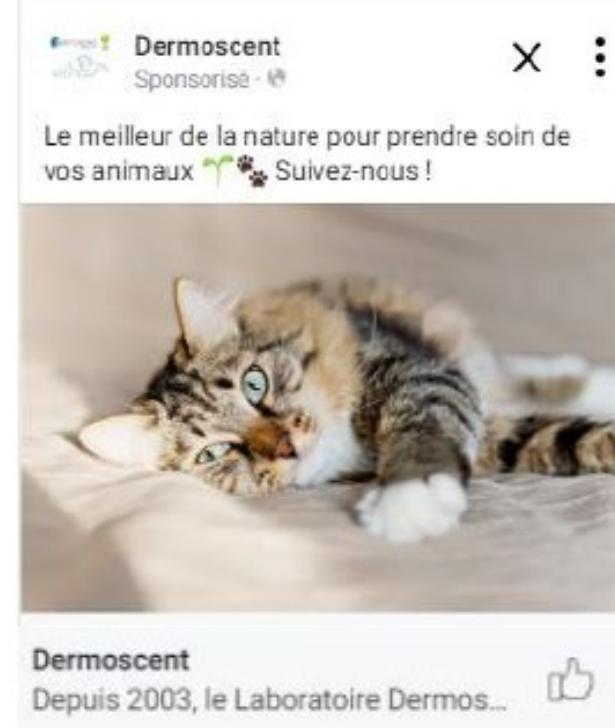 Dermoscent
Sponsorisé ·
Le meilleur de la nature pour prendre soin de
vos animaux 🌱🐾 Suivez-nous !
Dermoscent
Depuis 2003, le Laboratoire Dermos...